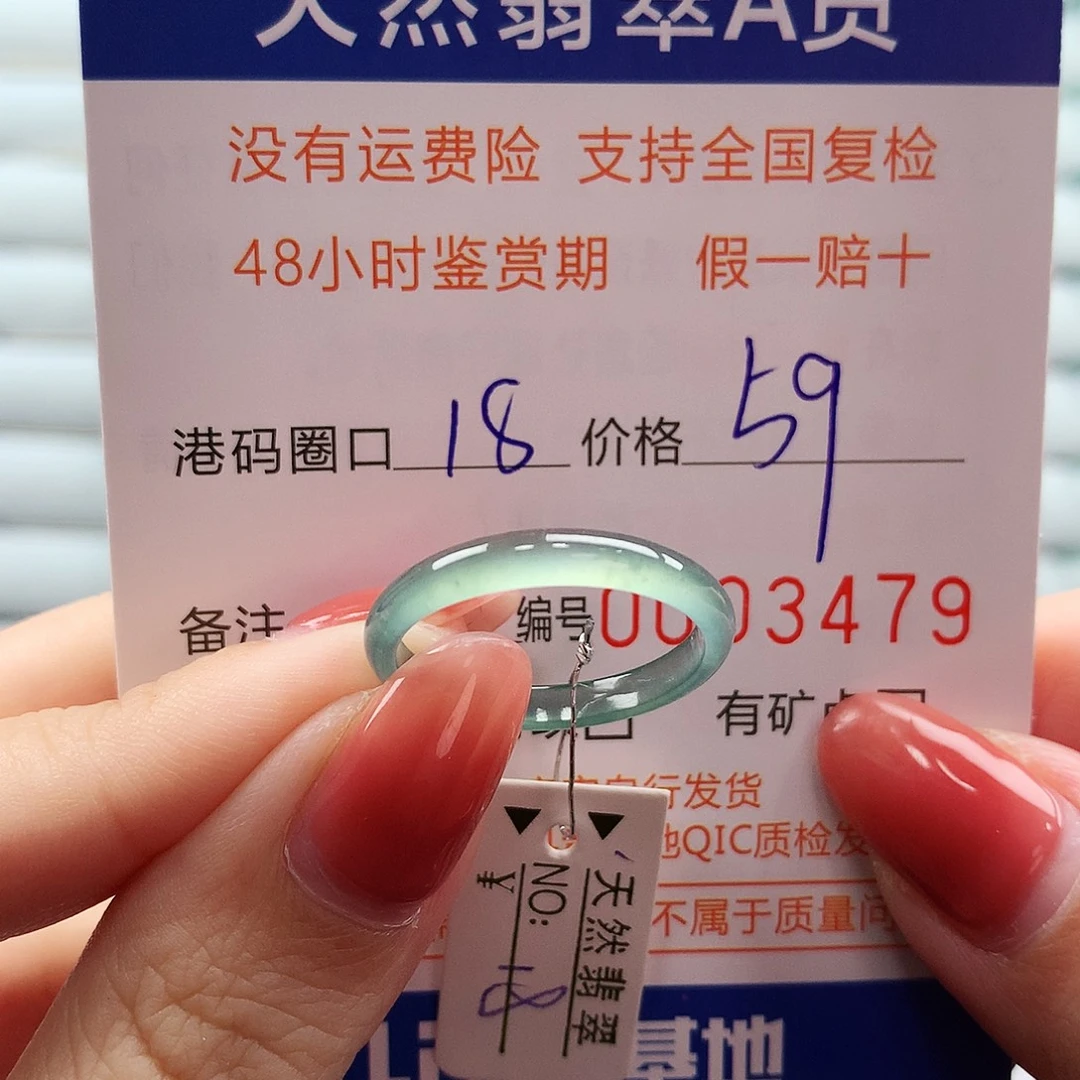 天然翡翠A货
没有运费险 支持全国复检
48小时鉴赏期 假一赔十
港码圈口 18 价格 59
备注 编号 0003479
有矿
自行发货
QIC质检发
不属于质量问
基地
天然翡翠
NO: 18
¥